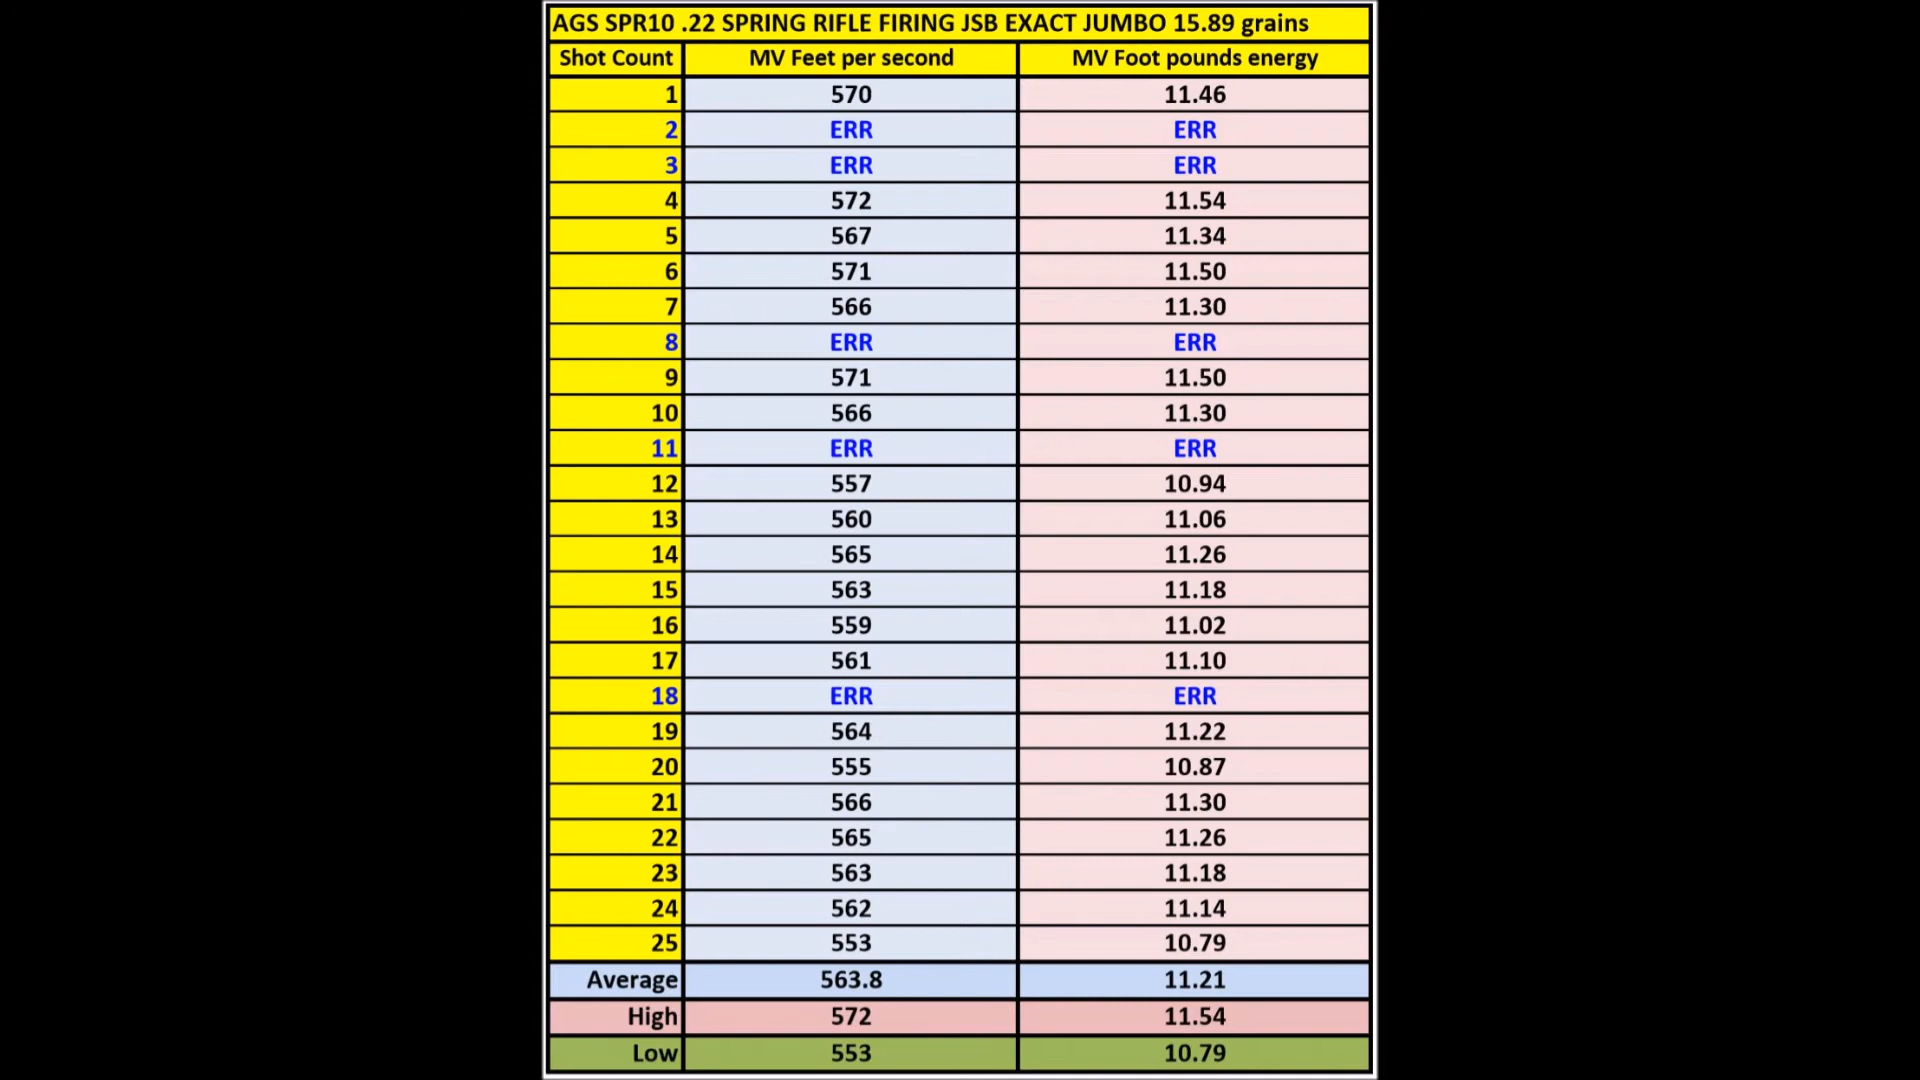 AGS SPR10 .22 SPRING RIFLE FIRING JSB EXACT JUMBO 15.89 grains
Shot Count MV Feet per second MV Foot pounds energy
1 570 11.46
2 ERR ERR
3 ERR ERR
4 572 11.54
5 567 11.34
6 571 11.50
7 566 11.30
8 ERR ERR
9 571 11.50
10 566 11.30
11 ERR ERR
12 557 10.94
13 560 11.06
14 565 11.26
15 563 11.18
16 559 11.02
17 561 11.10
18 ERR ERR
19 564 11.22
20 555 10.87
21 566 11.30
22 565 11.26
23 563 11.18
24 562 11.14
25 553 10.79
Average 563.8 11.21
High 572 11.54
Low 553 10.79